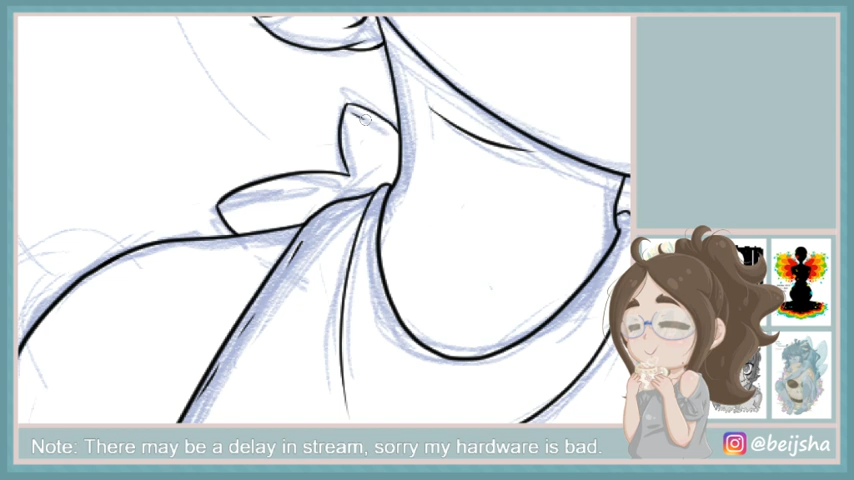 Note: There may be a delay in stream, sorry my hardware is bad.
@beijsha